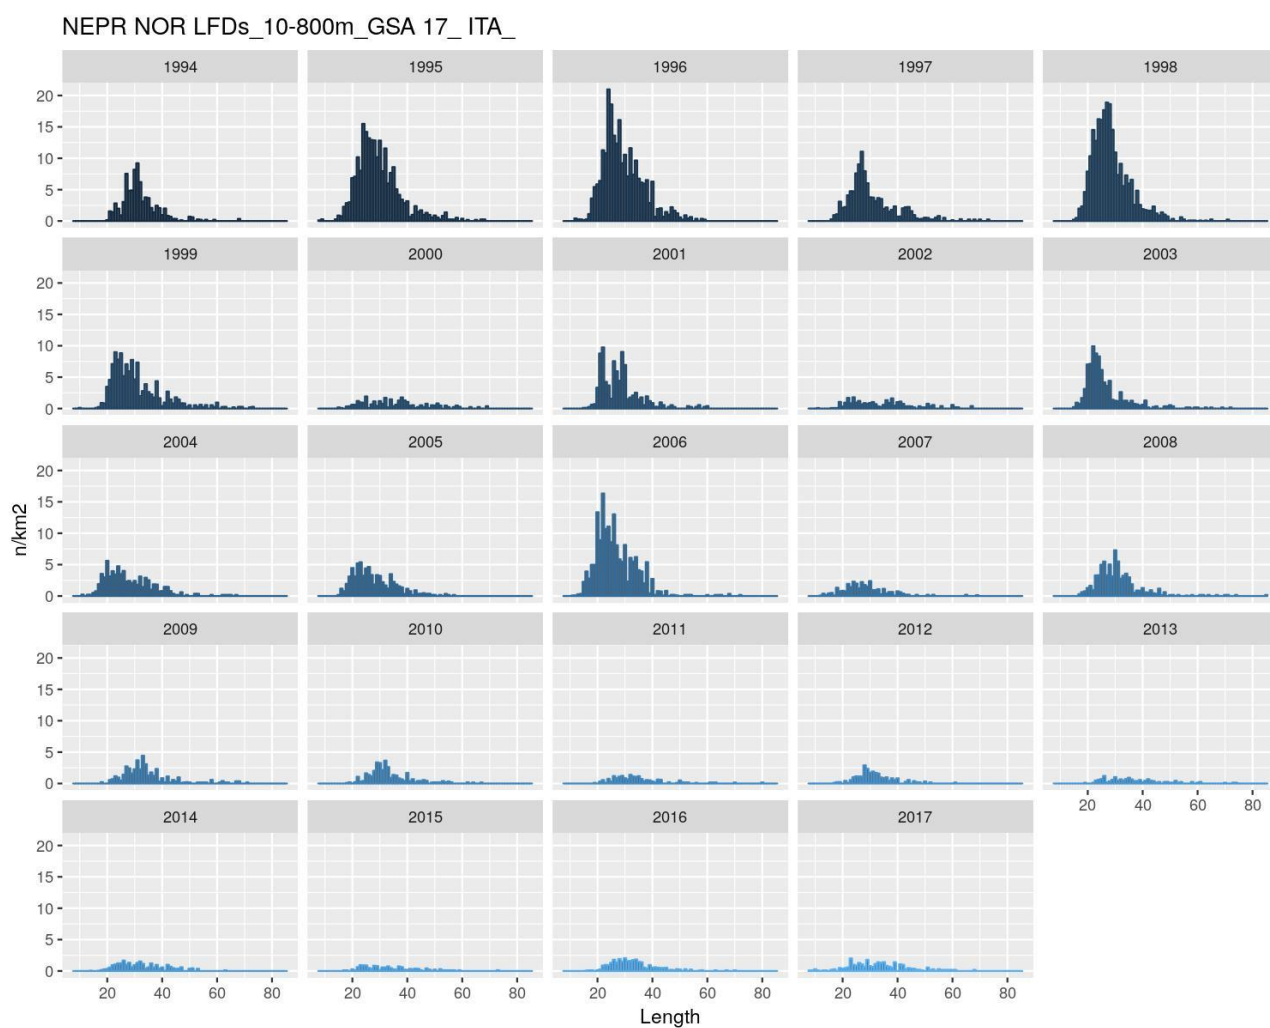 NEPR NOR LFDs_10-800m_GSA 17_ ITA_
1994 1995 1996 1997 1998
20
15
10
5
0
1999 2000 2001 2002 2003
20
15
10
5
0
2004 2005 2006 2007 2008
20
15
10
5
0
n/km2
2009 2010 2011 2012 2013
20
15
10
5
0
20 40 60 80
2014 2015 2016 2017
20
15
10
5
0
20 40 60 80 20 40 60 80 20 40 60 80 20 40 60 80
Length